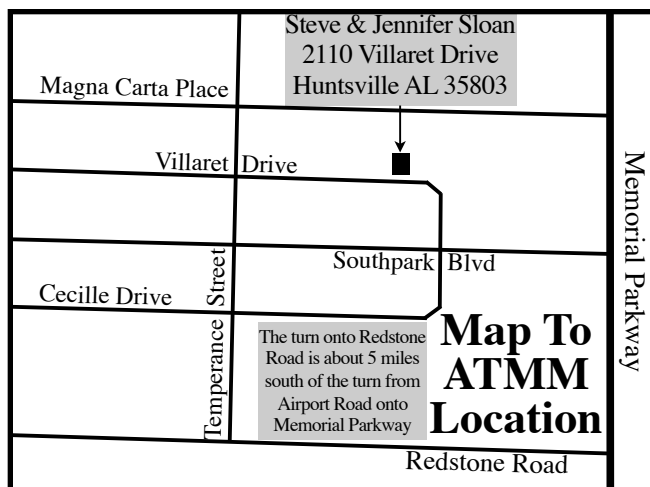 Steve & Jennifer Sloan
2110 Villaret Drive
Huntsville AL 35803
Magna Carta Place
Villaret Drive
Memorial Parkway
Southpark Blvd
Cecille Drive
Temperance Street
The turn onto Redstone
Road is about 5 miles
south of the turn from
Airport Road onto
Memorial Parkway
Map To
ATMM
Location
Redstone Road